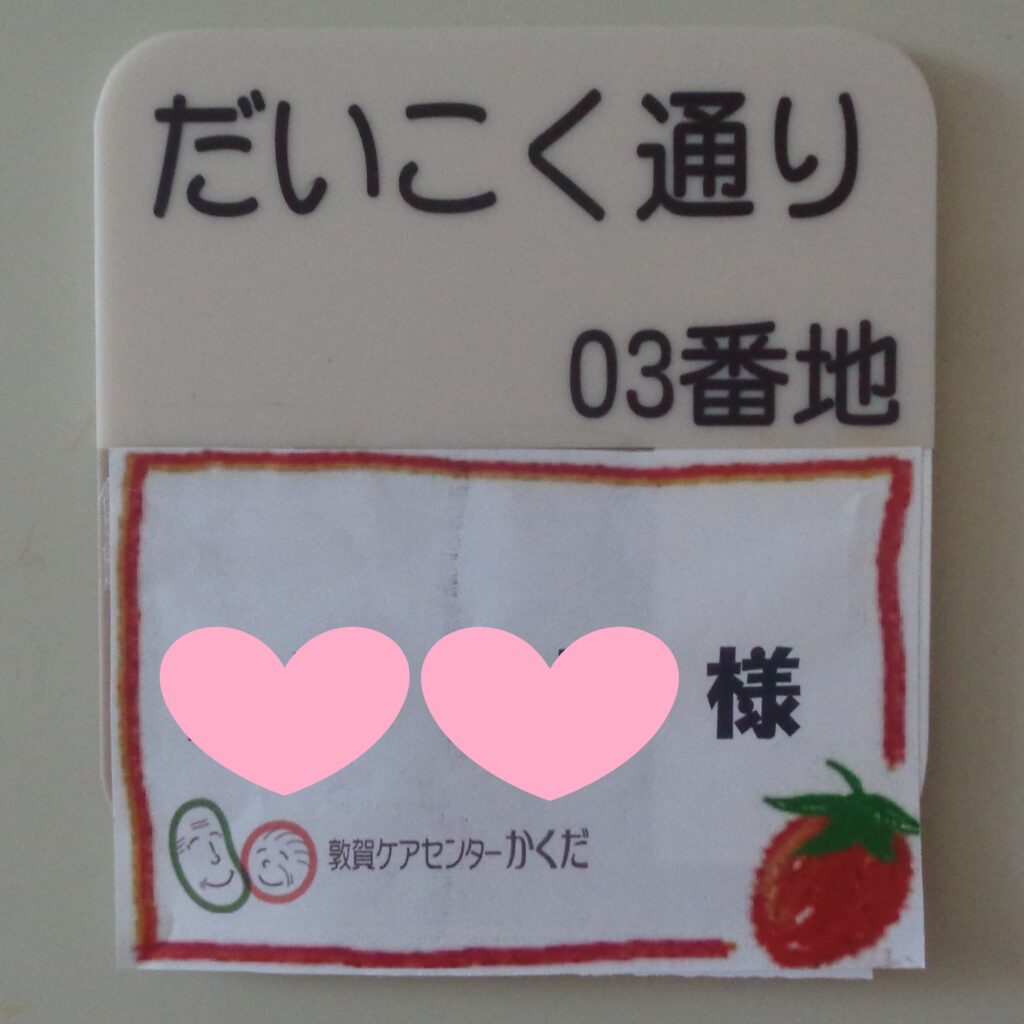 だいこく通り
03番地
様
敦賀ケアセンターかくだ